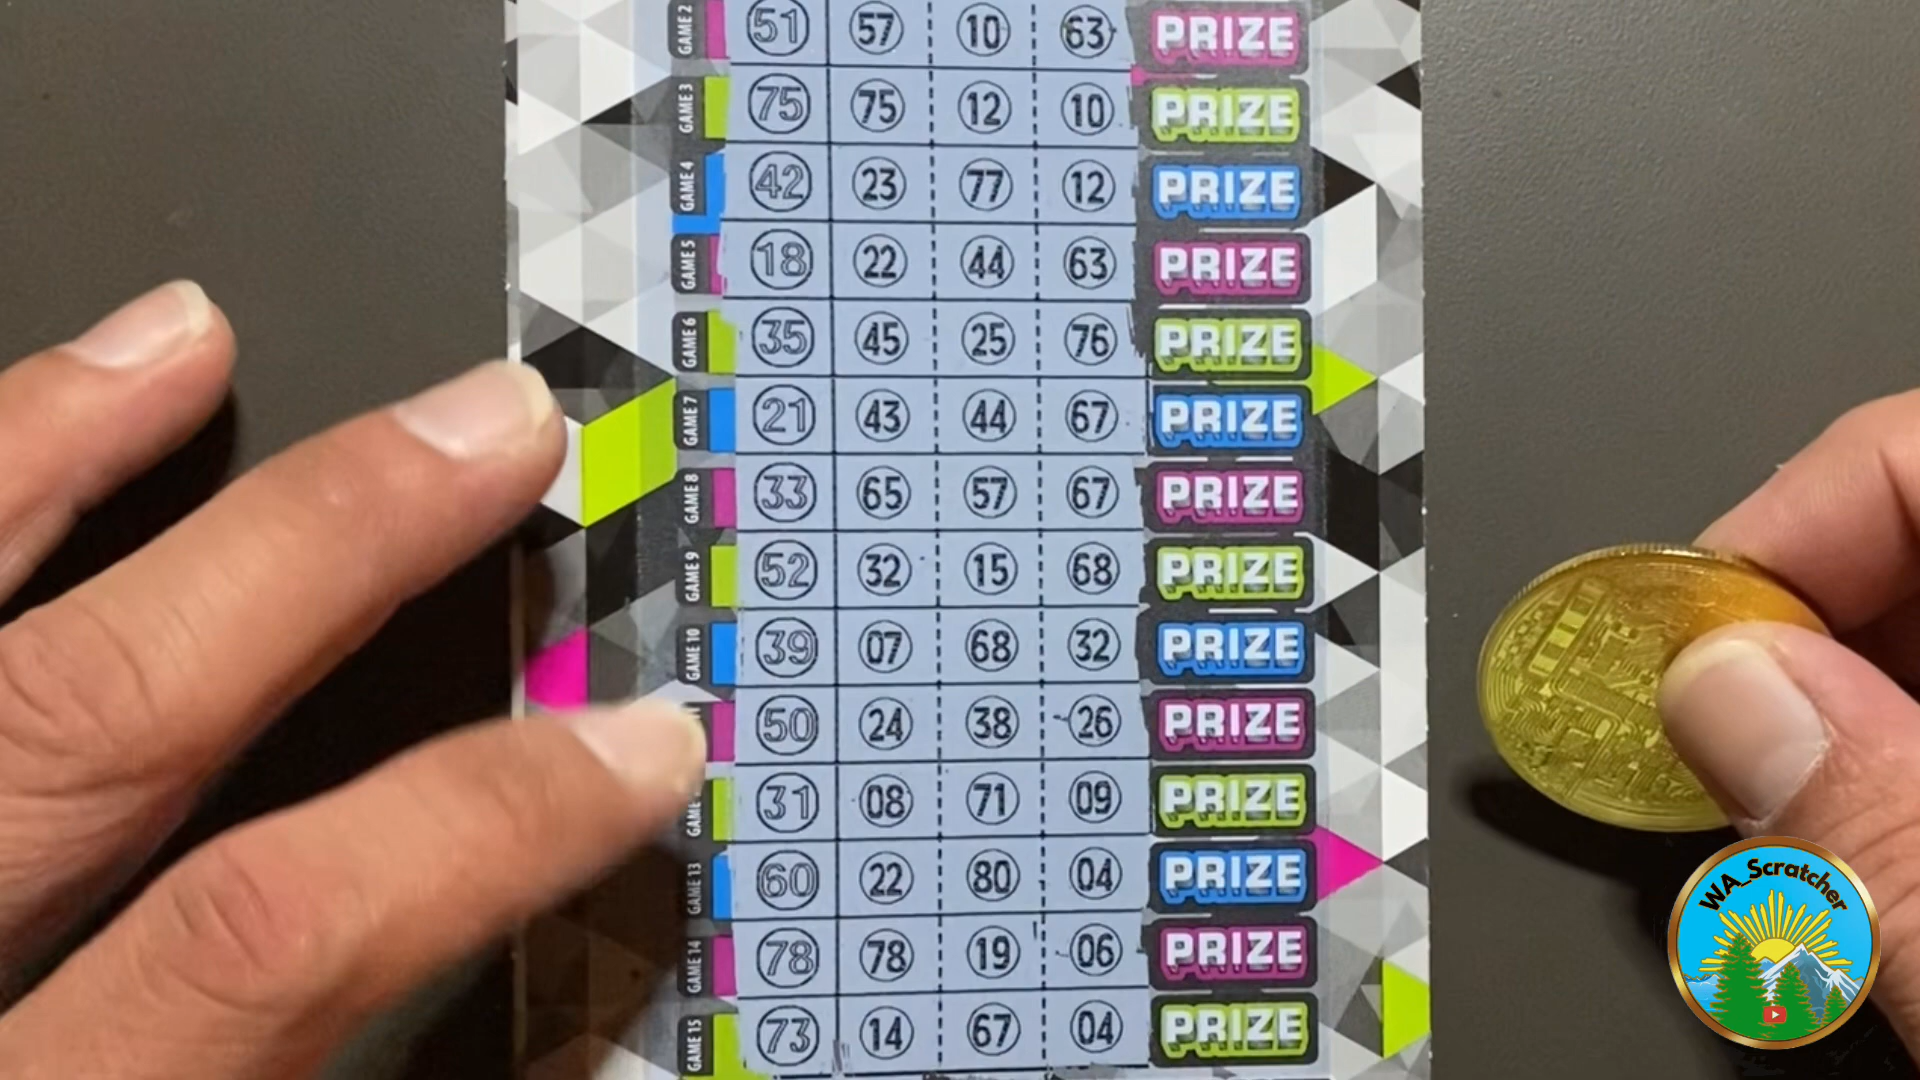 GAME 2 51 57 10 63 PRIZE
GAME 3 75 75 12 10 PRIZE
GAME 4 42 23 77 12 PRIZE
GAME 5 18 22 44 63 PRIZE
GAME 6 35 45 25 76 PRIZE
GAME 7 21 43 44 67 PRIZE
GAME 8 33 65 57 67 PRIZE
GAME 9 52 32 15 68 PRIZE
GAME 10 39 07 68 32 PRIZE
50 24 38 26 PRIZE
GAME 31 08 71 09 PRIZE
GAME 13 60 22 80 04 PRIZE
GAME 14 78 78 19 06 PRIZE
GAME 15 73 14 67 04 PRIZE
WA_Scratcher